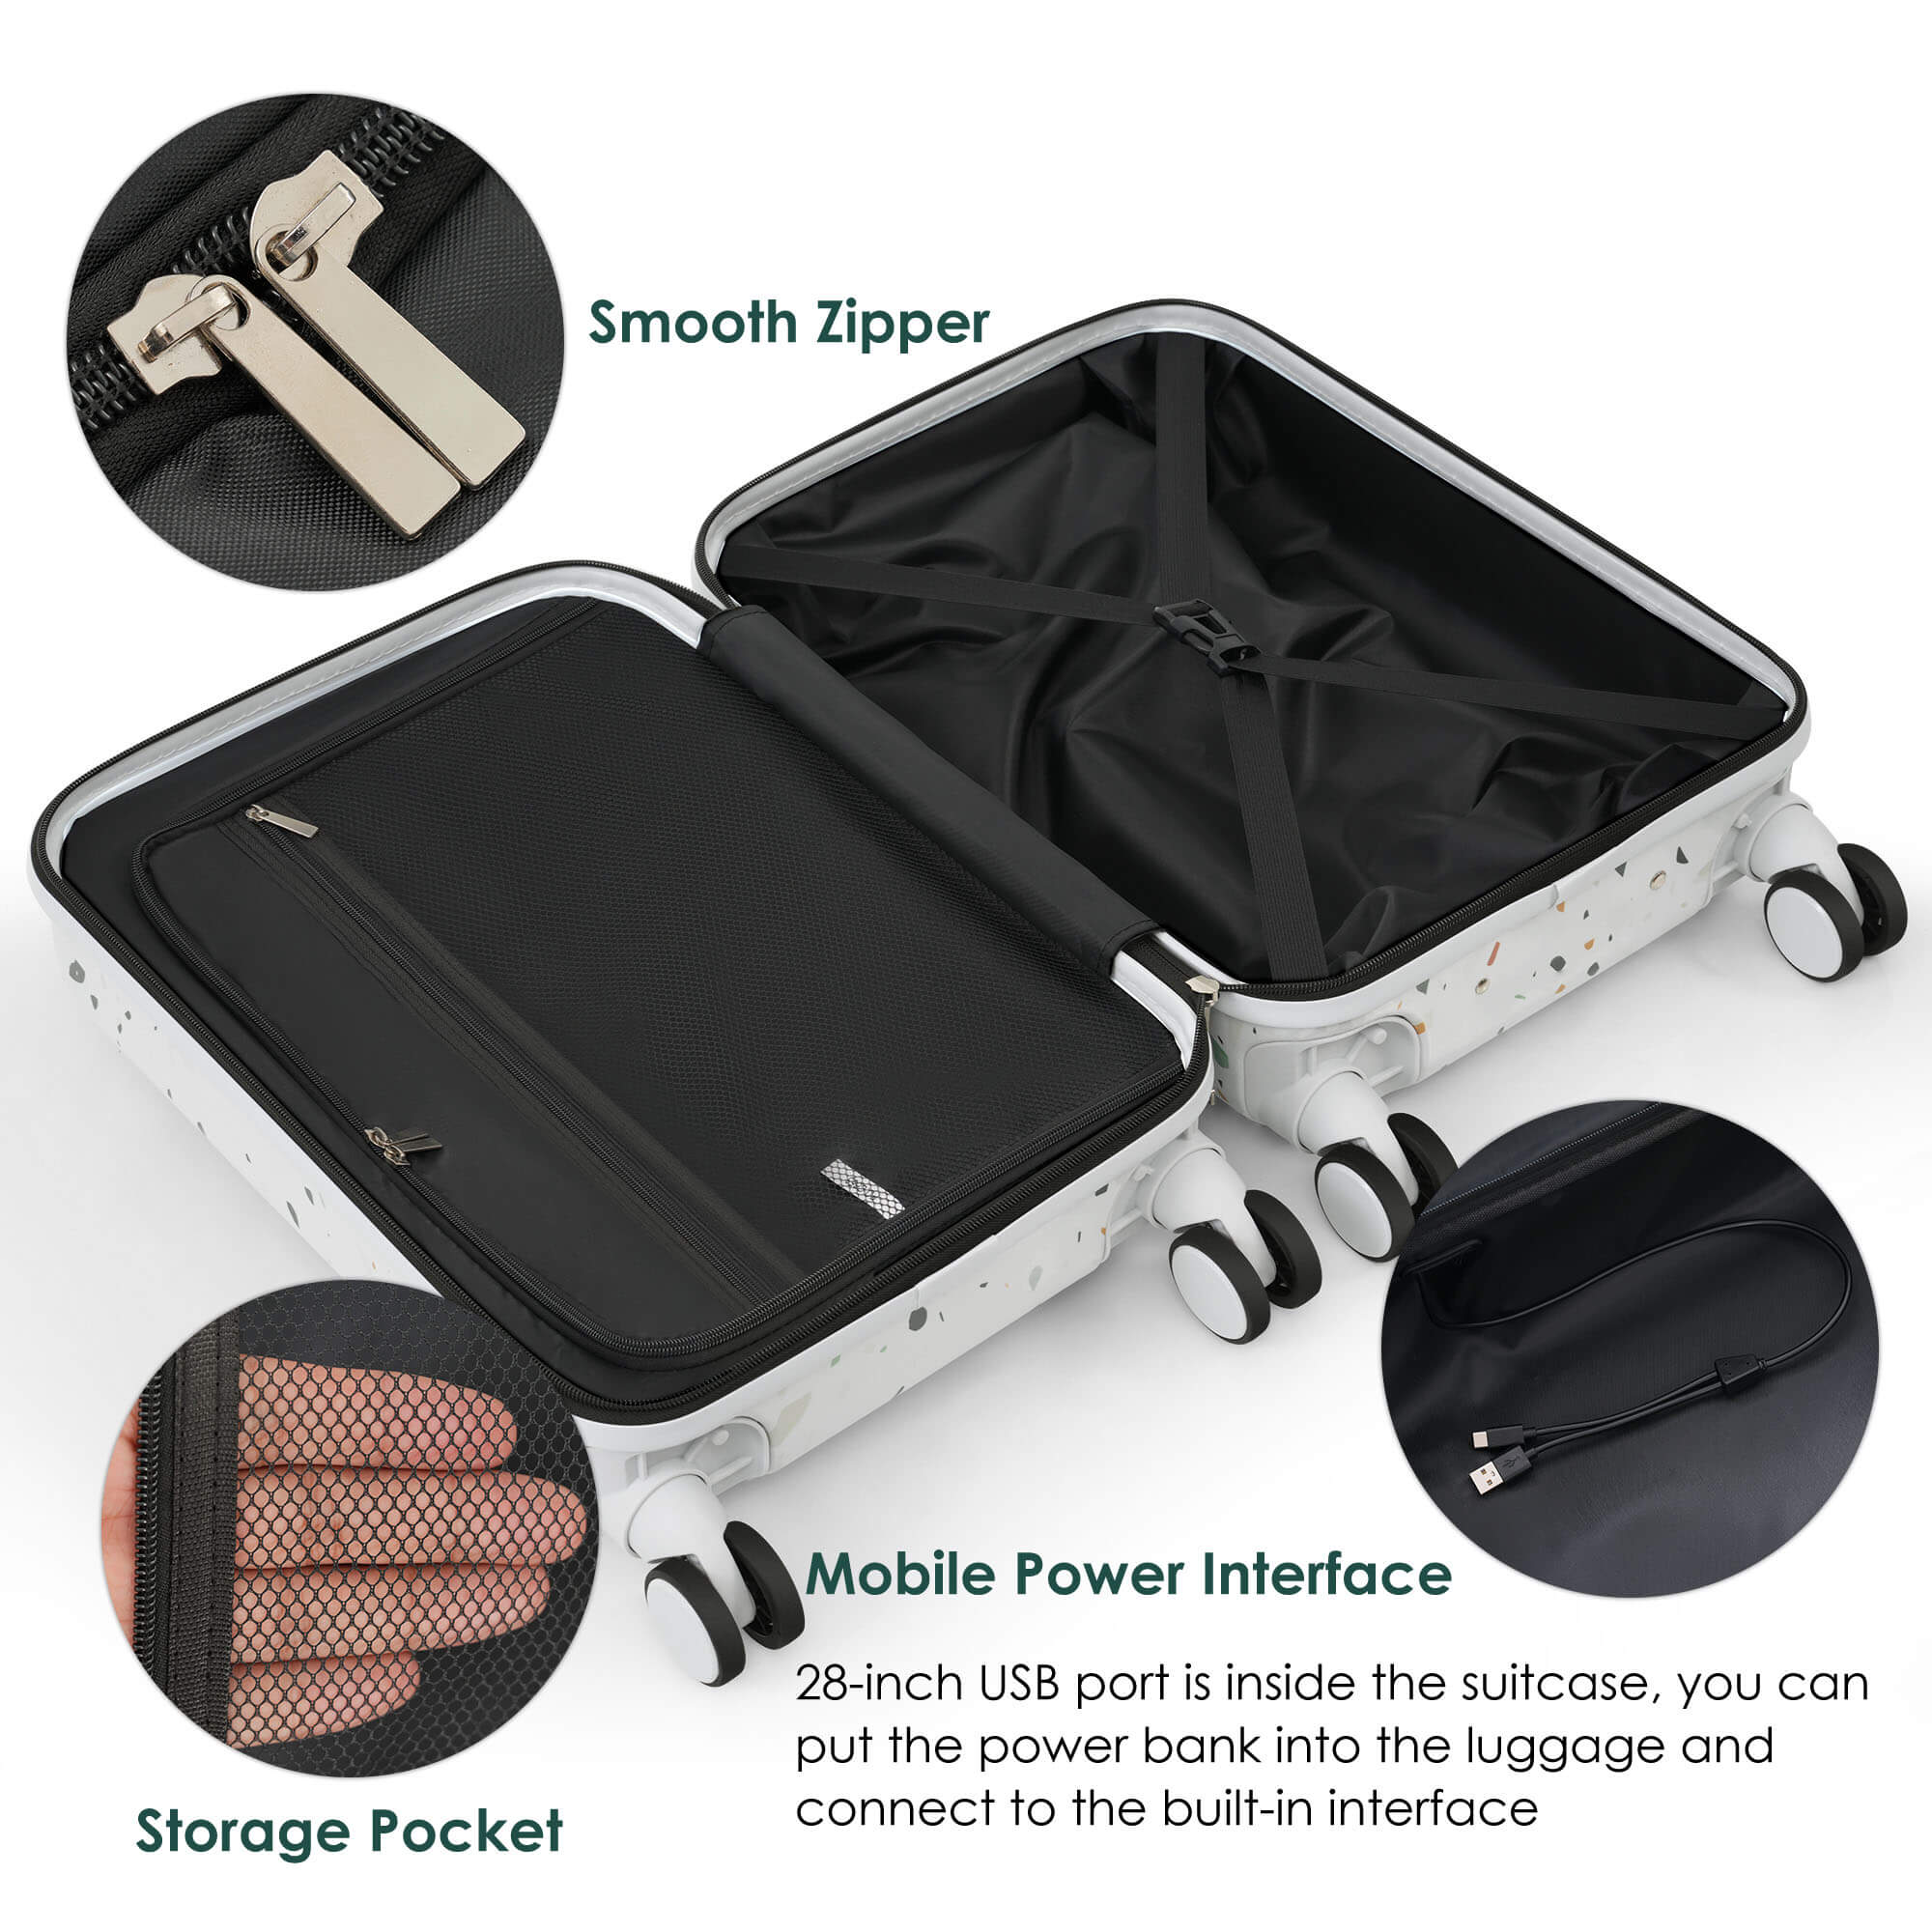 Smooth Zipper
Mobile Power Interface
28-inch USB port is inside the suitcase, you can
put the power bank into the luggage and
connect to the built-in interface
Storage Pocket